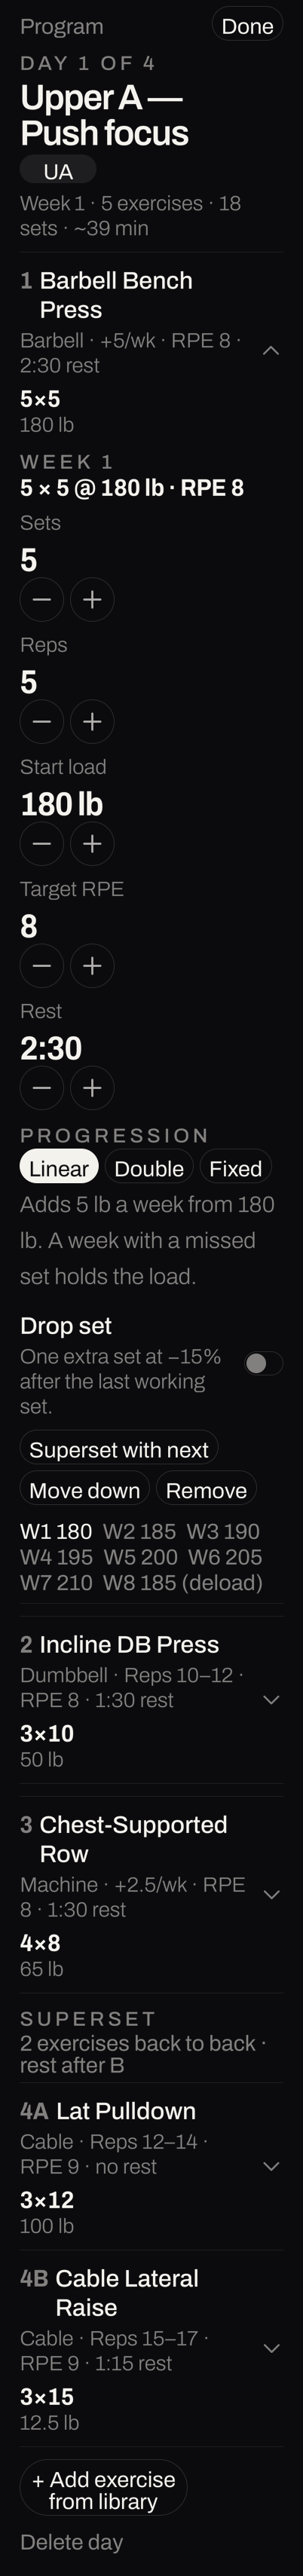 Program
Done
DAY 1 OF 4
Upper A —
Push focus
UA
Week 1 · 5 exercises · 18
sets · ~39 min
1 Barbell Bench
Press
Barbell · +5/wk · RPE 8 ·
2:30 rest
5×5
180 lb
WEEK 1
5 × 5 @ 180 lb · RPE 8
Sets
5
− +
Reps
5
− +
Start load
180 lb
− +
Target RPE
8
− +
Rest
2:30
− +
PROGRESSION
Linear Double Fixed
Adds 5 lb a week from 180
lb. A week with a missed
set holds the load.
Drop set
One extra set at −15%
after the last working
set.
Superset with next
Move down Remove
W1 180 W2 185 W3 190
W4 195 W5 200 W6 205
W7 210 W8 185 (deload)
2 Incline DB Press
Dumbbell · Reps 10–12 ·
RPE 8 · 1:30 rest
3×10
50 lb
3 Chest-Supported
Row
Machine · +2.5/wk · RPE
8 · 1:30 rest
4×8
65 lb
SUPERSET
2 exercises back to back ·
rest after B
4A Lat Pulldown
Cable · Reps 12–14 ·
RPE 9 · no rest
3×12
100 lb
4B Cable Lateral
Raise
Cable · Reps 15–17 ·
RPE 9 · 1:15 rest
3×15
12.5 lb
+ Add exercise
from library
Delete day